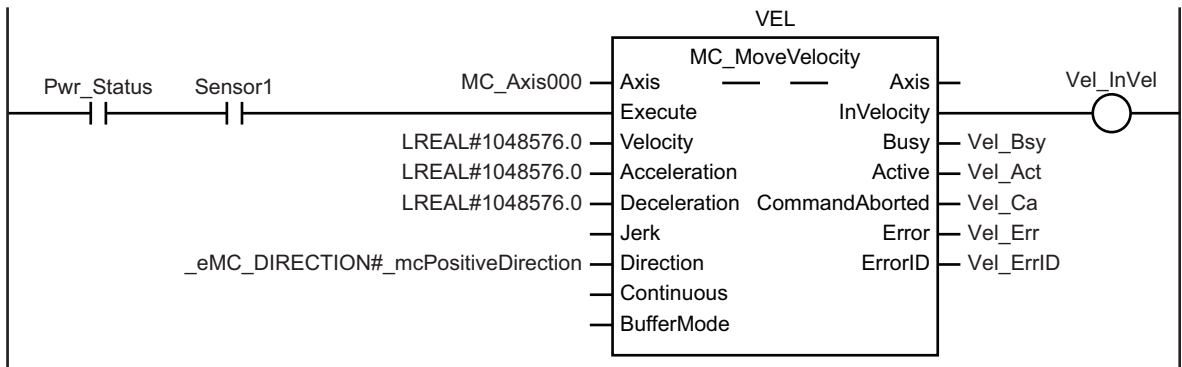 VEL
MC_MoveVelocity
Pwr_Status Sensor1 MC_Axis000 Axis Axis Vel_InVel
Execute InVelocity
LREAL#1048576.0 Velocity Busy Vel_Bsy
LREAL#1048576.0 Acceleration Active Vel_Act
LREAL#1048576.0 Deceleration CommandAborted Vel_Ca
Jerk Error Vel_Err
_eMC_DIRECTION#_mcPositiveDirection Direction ErrorID Vel_ErrID
Continuous
BufferMode